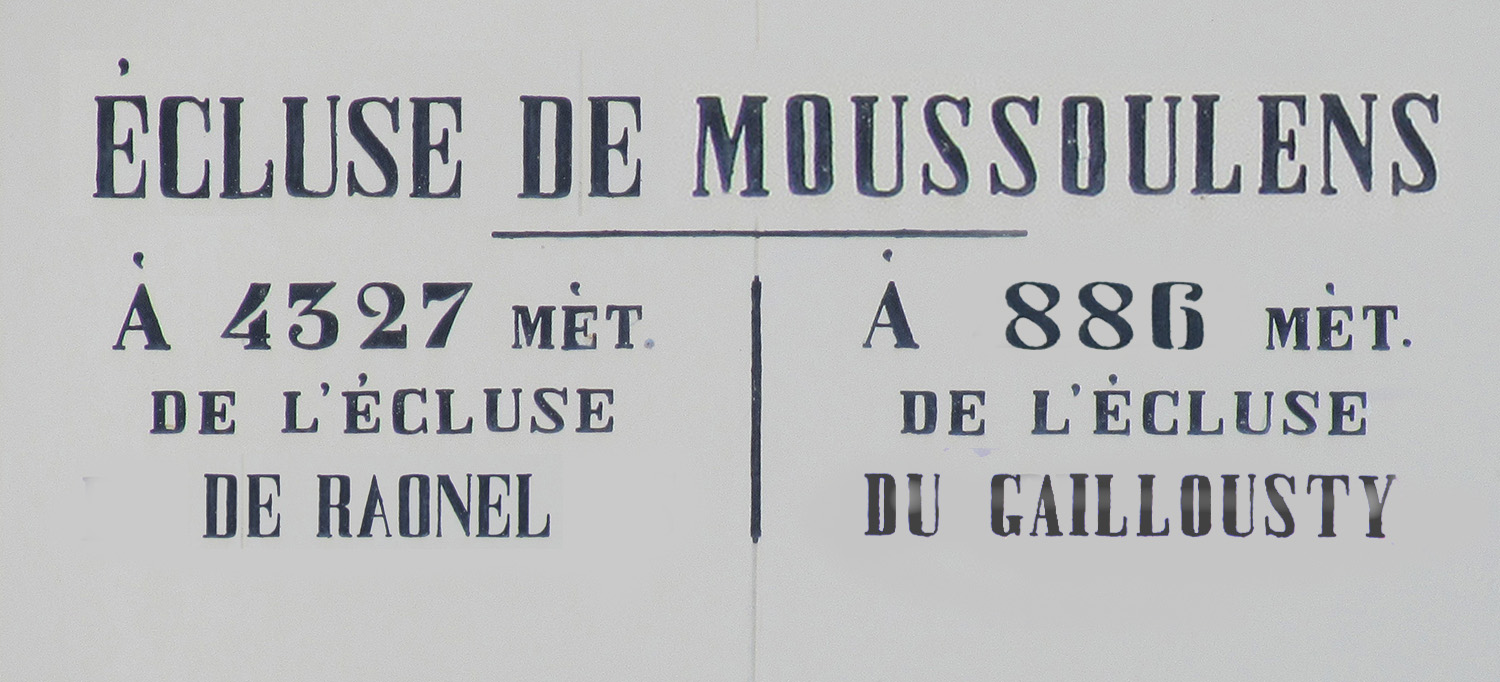 ÉCLUSE DE MOUSSOULENS
À 4327 MÈT.
DE L'ÉCLUSE
DE RAONEL
À 886 MÈT.
DE L'ÉCLUSE
DU GAILLOUSTY